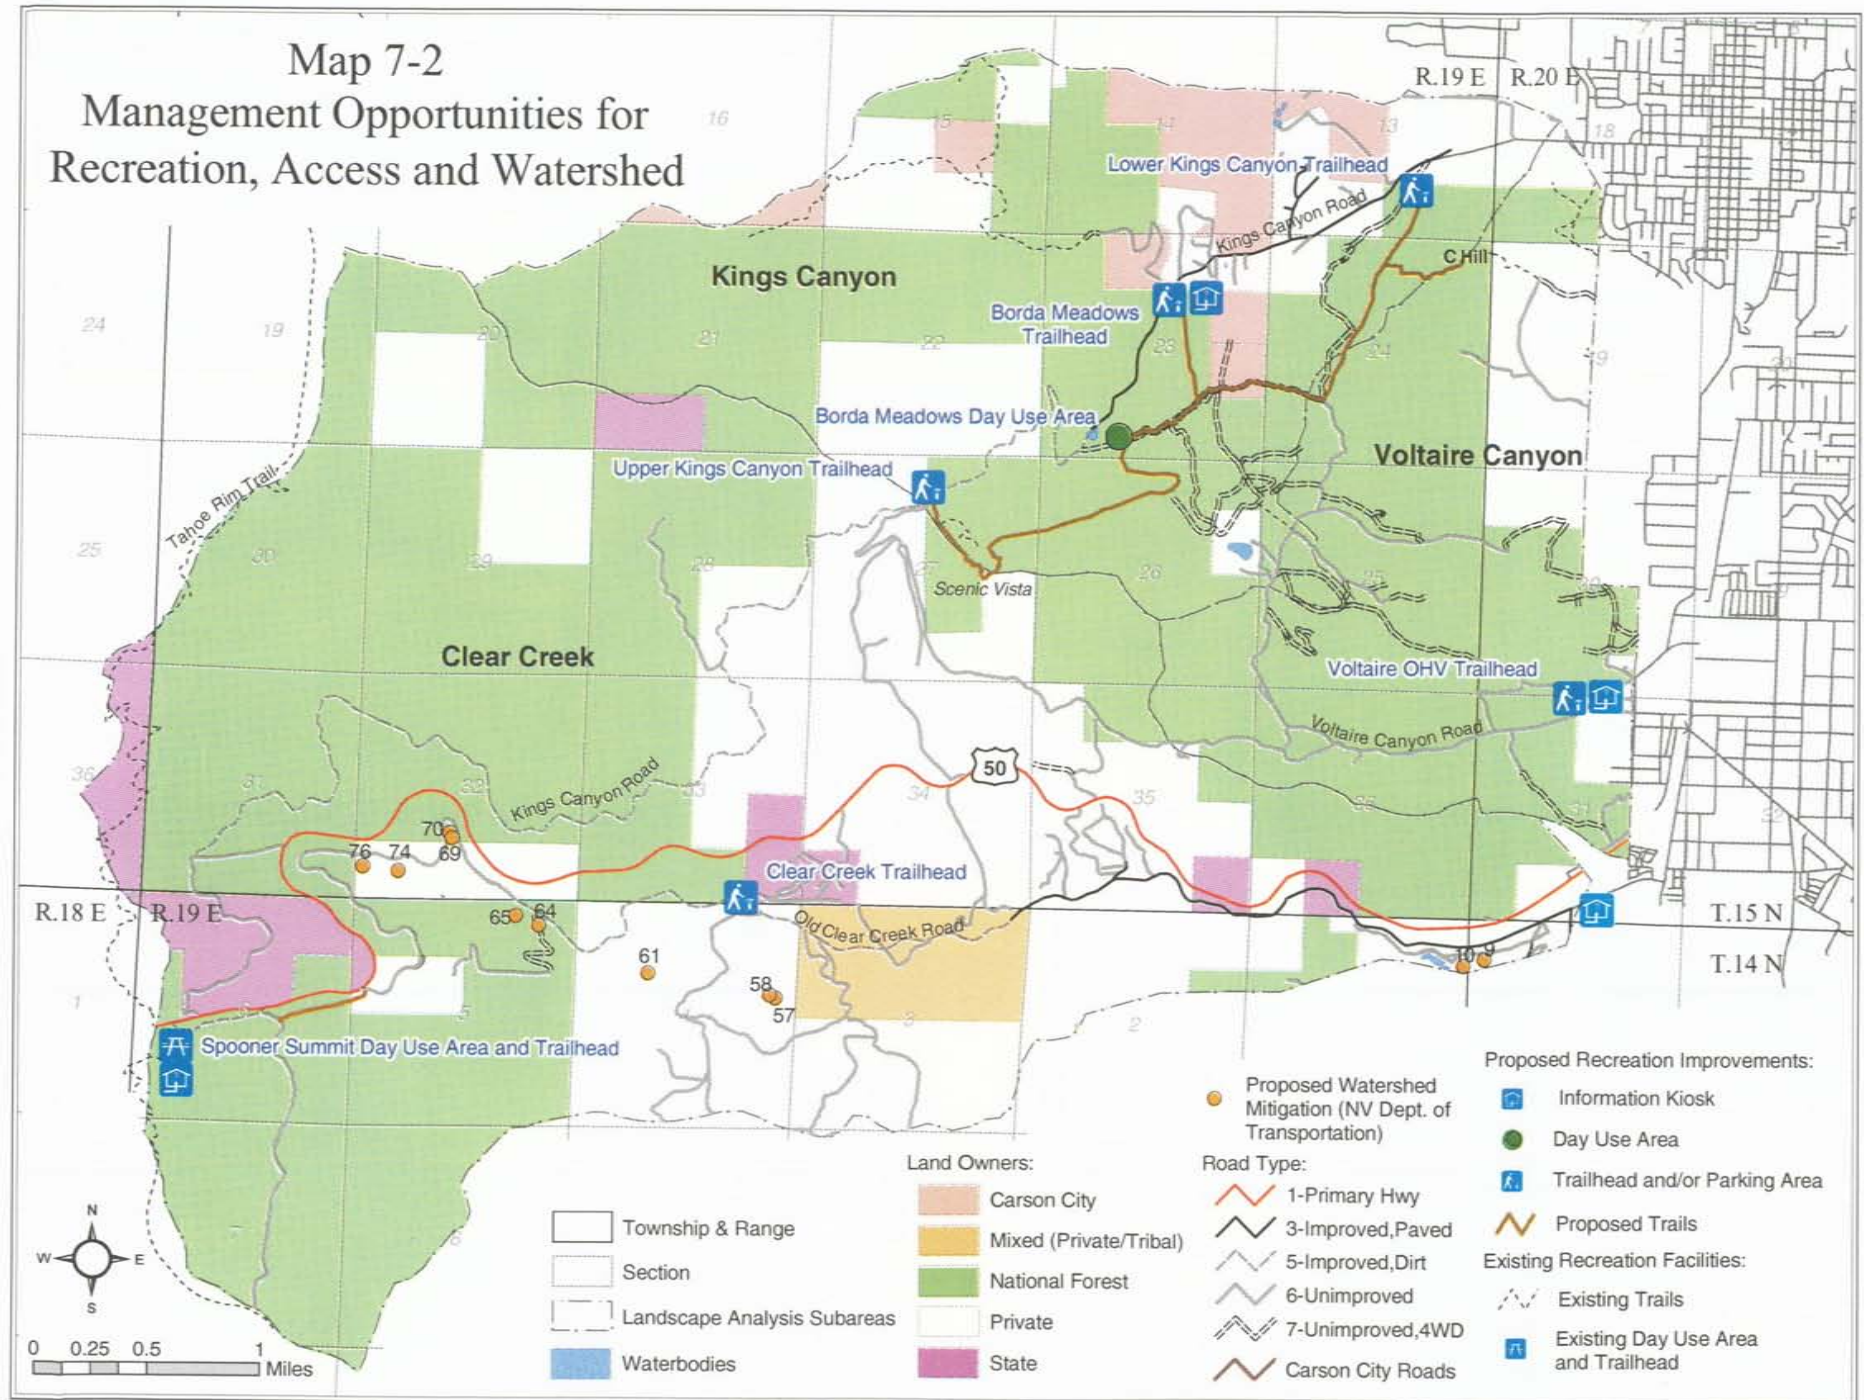 Map 7-2
Management Opportunities for
Recreation, Access and Watershed
R.19 E
R.20 E
16
15
14
13
18
7
Lower Kings Canyon Trailhead
Kings Canyon Road
C Hill
Kings Canyon
Borda Meadows
Trailhead
24
19
20
21
22
23
24
19
20
Borda Meadows Day Use Area
Voltaire Canyon
Upper Kings Canyon Trailhead
Tahoe Rim Trail
25
30
29
28
27
26
25
30
Scenic Vista
Clear Creek
Voltaire OHV Trailhead
Voltaire Canyon Road
50
36
31
32
33
34
35
31
32
Kings Canyon Road
70
69
76
74
Clear Creek Trailhead
65
64
R.18 E
R.19 E
Old Clear Creek Road
T.15 N
T.14 N
61
58
57
10
9
1
5
3
2
Spooner Summit Day Use Area and Trailhead
8
N
W
E
S
0
0.25
0.5
1
Miles
Township & Range
Section
Landscape Analysis Subareas
Waterbodies
Land Owners:
Carson City
Mixed (Private/Tribal)
National Forest
Private
State
Proposed Watershed
Mitigation (NV Dept. of
Transportation)
Road Type:
1-Primary Hwy
3-Improved,Paved
5-Improved,Dirt
6-Unimproved
7-Unimproved,4WD
Carson City Roads
Proposed Recreation Improvements:
Information Kiosk
Day Use Area
Trailhead and/or Parking Area
Proposed Trails
Existing Recreation Facilities:
Existing Trails
Existing Day Use Area
and Trailhead